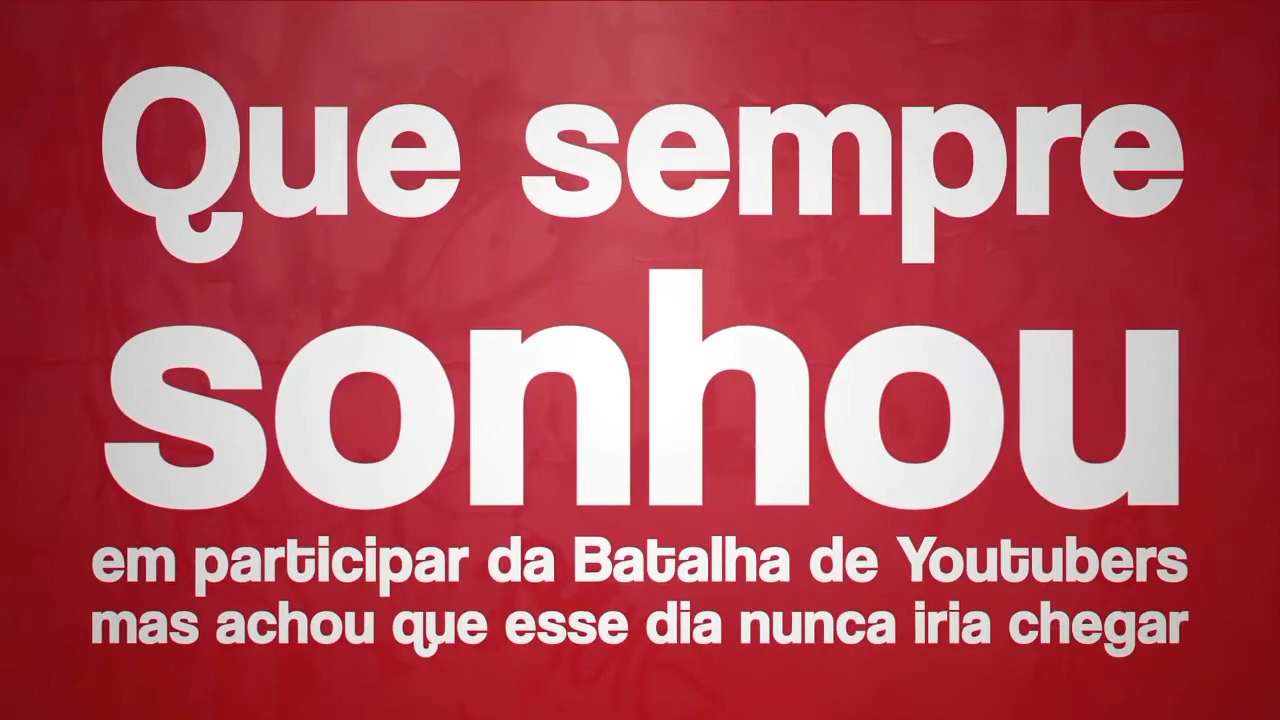 Que sempre
sonhou
em participar da Batalha de Youtubers
mas achou que esse dia nunca iria chegar